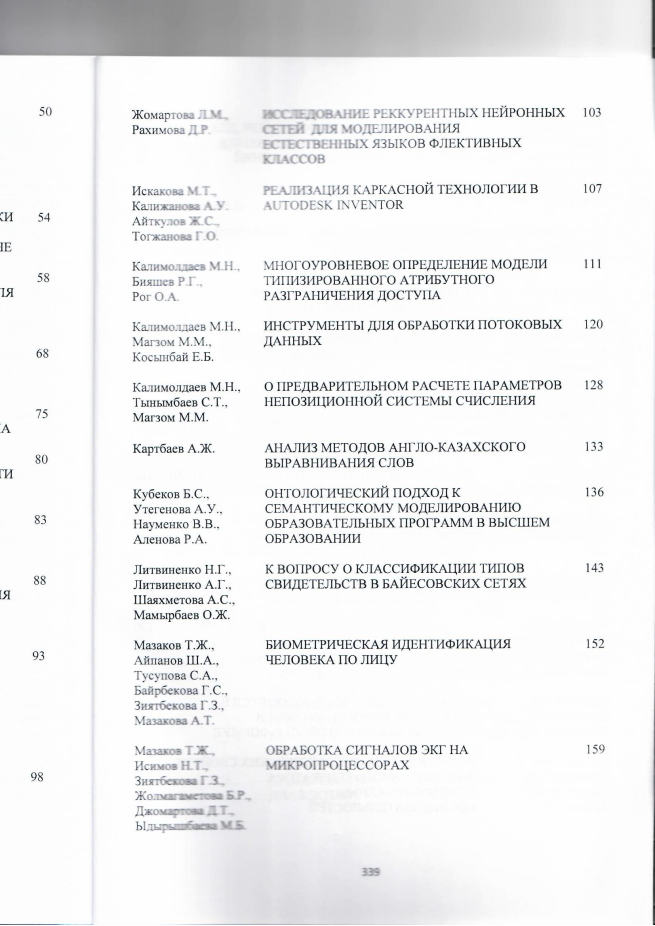 50
КИ 54
ІЕ
58
ІЯ
68
75
ІА
80
ТИ
83
88
ІЯ
93
98
Жомартова Л.М., ИССЛЕДОВАНИЕ РЕККУРЕНТНЫХ НЕЙРОННЫХ 103
Рахимова Д.Р. СЕТЕЙ ДЛЯ МОДЕЛИРОВАНИЯ
ЕСТЕСТВЕННЫХ ЯЗЫКОВ ФЛЕКТИВНЫХ
КЛАССОВ
Искакова М.Т., РЕАЛИЗАЦИЯ КАРКАСНОЙ ТЕХНОЛОГИИ В 107
Калижанова А.У. AUTODESK INVENTOR
Айткулов Ж.С.,
Тогжанова Г.О.
Калимолдаев М.Н., МНОГОУРОВНЕВОЕ ОПРЕДЕЛЕНИЕ МОДЕЛИ 111
Бияшев Р.Г., ТИПИЗИРОВАННОГО АТРИБУТНОГО
Рог О.А. РАЗГРАНИЧЕНИЯ ДОСТУПА
Калимолдаев М.Н., ИНСТРУМЕНТЫ ДЛЯ ОБРАБОТКИ ПОТОКОВЫХ 120
Магзом М.М., ДАННЫХ
Косынбай Е.Б.
Калимолдаев М.Н., О ПРЕДВАРИТЕЛЬНОМ РАСЧЕТЕ ПАРАМЕТРОВ 128
Тынымбаев С.Т., НЕПОЗИЦИОННОЙ СИСТЕМЫ СЧИСЛЕНИЯ
Магзом М.М.
Картбаев А.Ж. АНАЛИЗ МЕТОДОВ АНГЛО-КАЗАХСКОГО 133
ВЫРАВНИВАНИЯ СЛОВ
Кубеков Б.С., ОНТОЛОГИЧЕСКИЙ ПОДХОД К 136
Утегенова А.У., СЕМАНТИЧЕСКОМУ МОДЕЛИРОВАНИЮ
Науменко В.В., ОБРАЗОВАТЕЛЬНЫХ ПРОГРАММ В ВЫСШЕМ
Аленова Р.А. ОБРАЗОВАНИИ
Литвиненко Н.Г., К ВОПРОСУ О КЛАССИФИКАЦИИ ТИПОВ 143
Литвиненко А.Г., СВИДЕТЕЛЬСТВ В БАЙЕСОВСКИХ СЕТЯХ
Шаяхметова А.С.,
Мамырбаев О.Ж.
Мазаков Т.Ж., БИОМЕТРИЧЕСКАЯ ИДЕНТИФИКАЦИЯ 152
Айпанов Ш.А., ЧЕЛОВЕКА ПО ЛИЦУ
Тусупова С.А.,
Байрбекова Г.С.,
Зиятбекова Г.З.,
Мазакова А.Т.
Мазаков Т.Ж., ОБРАБОТКА СИГНАЛОВ ЭКГ НА 159
Исимов Н.Т., МИКРОПРОЦЕССОРАХ
Зиятбекова Г.З.,
Жолмагаметова Б.Р.,
Джомартова Д.Т.,
Ыдырышбаева М.Б.
339